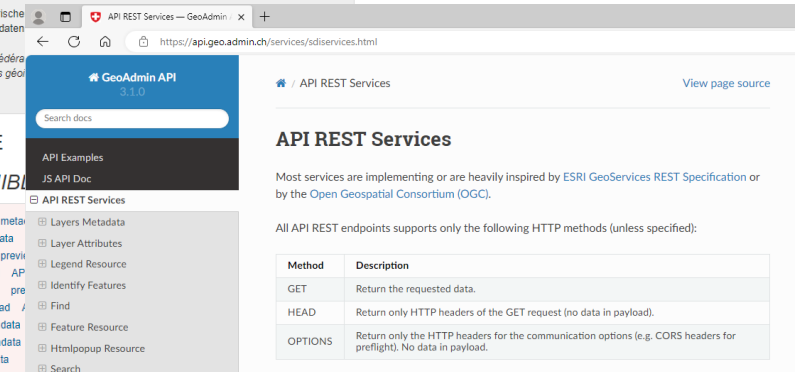 API REST Services — GeoAdmin
https://api.geo.admin.ch/services/sdiservices.html
GeoAdmin API
3.1.0
Search docs
API Examples
JS API Doc
API REST Services
Layers Metadata
Layer Attributes
Legend Resource
Identify Features
Find
Feature Resource
Htmlpopup Resource
Search
/ API REST Services
View page source
API REST Services
Most services are implementing or are heavily inspired by ESRI GeoServices REST Specification or
by the Open Geospatial Consortium (OGC).
All API REST endpoints supports only the following HTTP methods (unless specified):
Method Description
GET Return the requested data.
HEAD Return only HTTP headers of the GET request (no data in payload).
OPTIONS Return only the HTTP headers for the communication options (e.g. CORS headers for
preflight). No data in payload.